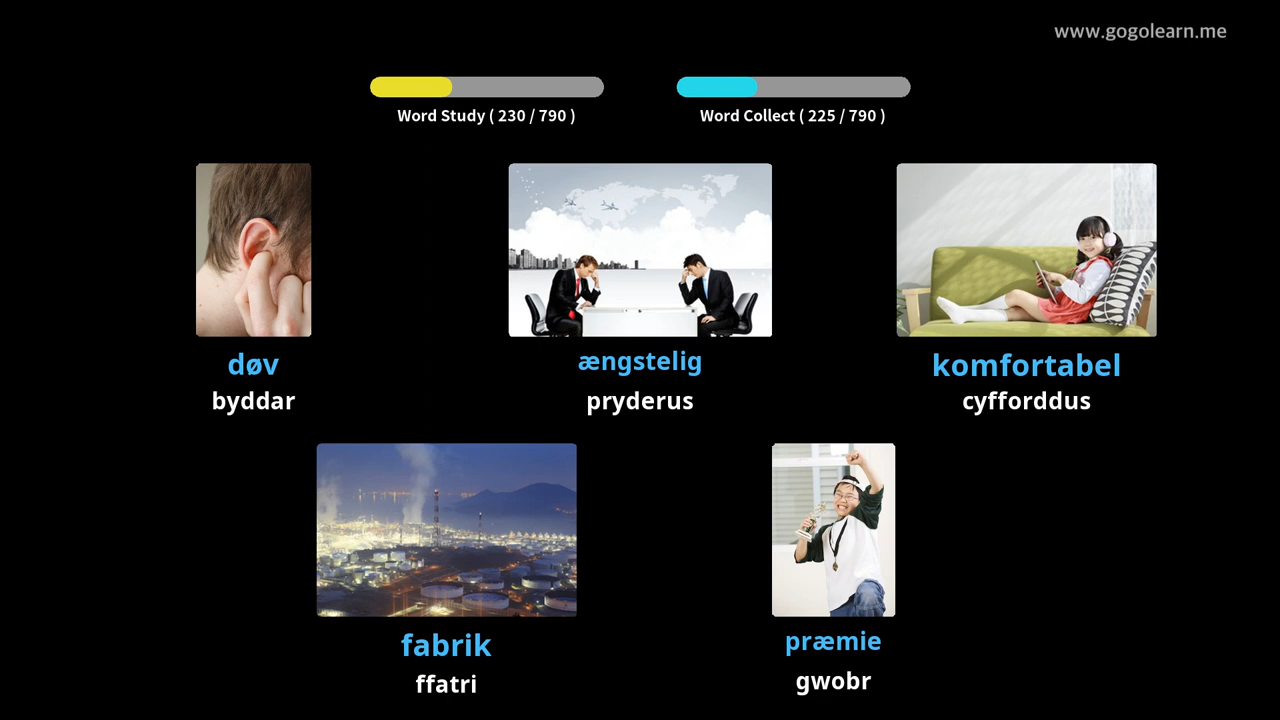 www.gogolearn.me
Word Study ( 230 / 790 )
Word Collect ( 225 / 790 )
døv
ængstelig
komfortabel
byddar
pryderus
cyfforddus
fabrik
præmie
ffatri
gwobr